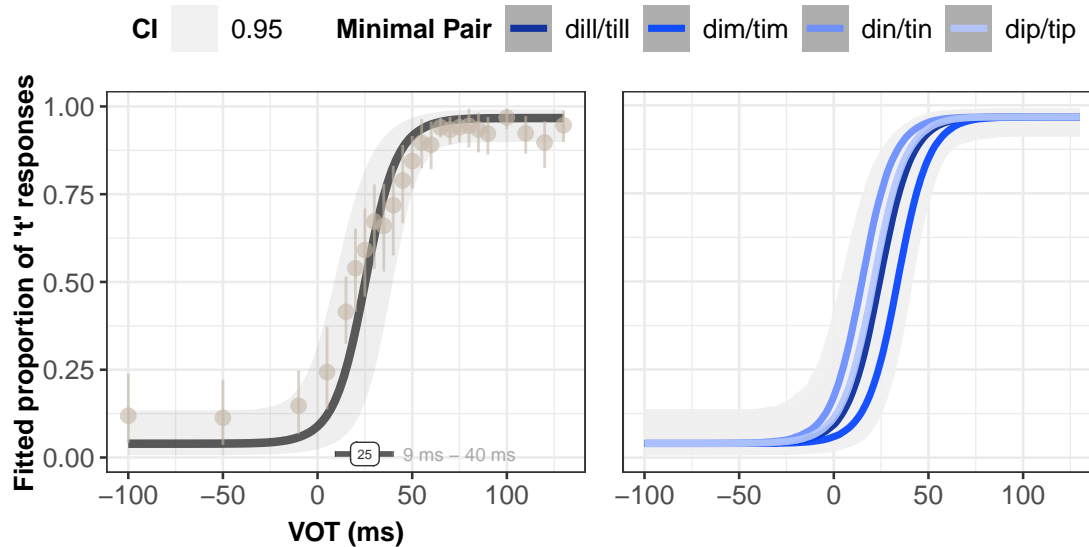 CI 0.95 Minimal Pair dill/till dim/tim din/tin dip/tip
Fitted proportion of 't' responses
1.00
0.75
0.50
0.25
0.00
25 9 ms – 40 ms
−100 −50 0 50 100
−100 −50 0 50 100
VOT (ms)